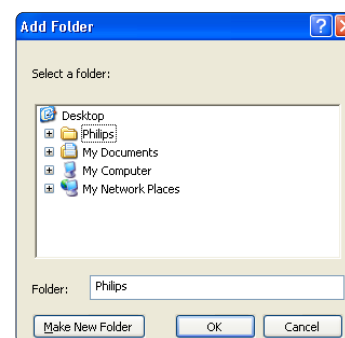 Add Folder
Select a folder:
Desktop
Philips
My Documents
My Computer
My Network Places
Folder: Philips
Make New Folder OK Cancel